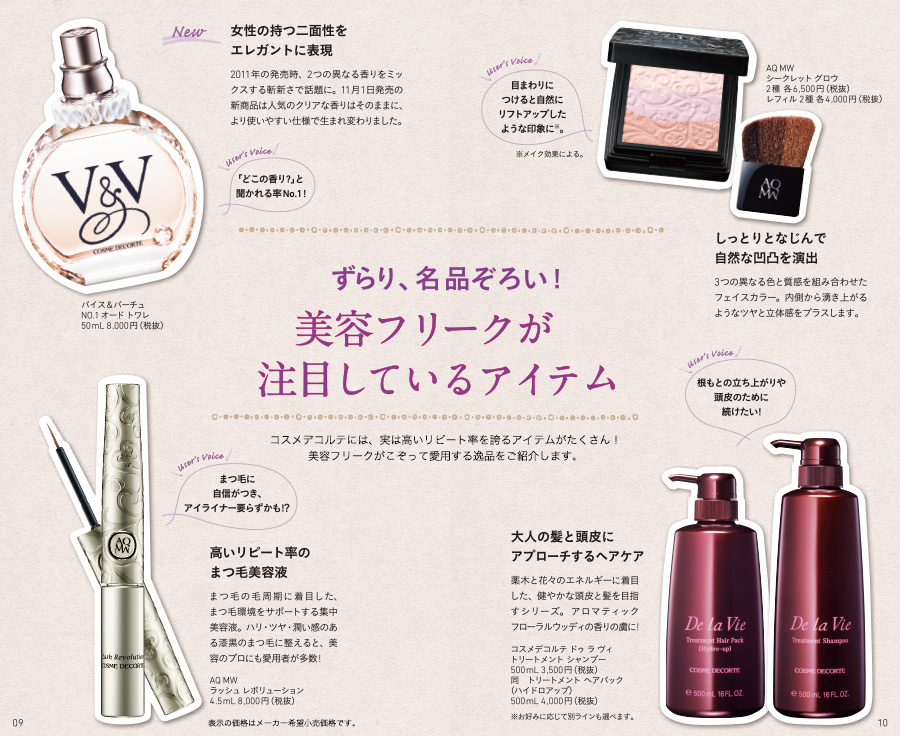 New
女性の持つ二面性を
エレガントに表現
2011年の発売時、2つの異なる香りをミッ
クスする斬新さで話題に。11月1日発売の
新商品は人気のクリアな香りはそのままに、
より使いやすい仕様で生まれ変わりました。
User's Voice
「どこの香り?」と
聞かれる率No.1!
V&V
COSME DECORTE
バイス&バーチュ
NO.1 オード トワレ
50mL 8,000円(税抜)
User's Voice
目まわりに
つけると自然に
リフトアップした
ような印象に※。
※メイク効果による。
AQ MW
シークレット グロウ
2種 各6,500円(税抜)
レフィル 2種 各4,000円(税抜)
AQ
MW
しっとりとなじんで
自然な凹凸を演出
3つの異なる色と質感を組み合わせた
フェイスカラー。内側から湧き上がる
ようなツヤと立体感をプラスします。
ずらり、名品ぞろい!
美容フリークが
注目しているアイテム
コスメデコルテには、実は高いリピート率を誇るアイテムがたくさん!
美容フリークがこぞって愛用する逸品をご紹介します。
User's Voice
まつ毛に
自信がつき、
アイライナー要らずかも!?
AQ
MW
Lash Revolution
COSME DECORTE
高いリピート率の
まつ毛美容液
まつ毛の毛周期に着目した、
まつ毛環境をサポートする集中
美容液。ハリ・ツヤ・潤い感のあ
る漆黒のまつ毛に整えると、美
容のプロにも愛用者が多数!
AQ MW
ラッシュ レボリューション
4.5mL 8,000円(税抜)
User's Voice
根もとの立ち上がりや
頭皮のために
続けたい!
大人の髪と頭皮に
アプローチするヘアケア
薬木と花々のエネルギーに着目
した、健やかな頭皮と髪を目指
すシリーズ。アロマティック
フローラルウッディの香りの虜に!
コスメデコルテ ドゥ ラ ヴィ
トリートメント シャンプー
500mL 3,500円(税抜)
同 トリートメント ヘアパック
(ハイドロアップ)
500mL 4,000円(税抜)
※お好みに応じて別ラインも選べます。
De la Vie
Treatment Hair Pack
(Hydro-up)
COSME DECORTE
℮ 500 mL 16 FL.OZ.
De la Vie
Treatment Shampoo
COSME DECORTE
℮ 500 mL 16 FL.OZ.
09
表示の価格はメーカー希望小売価格です。
10